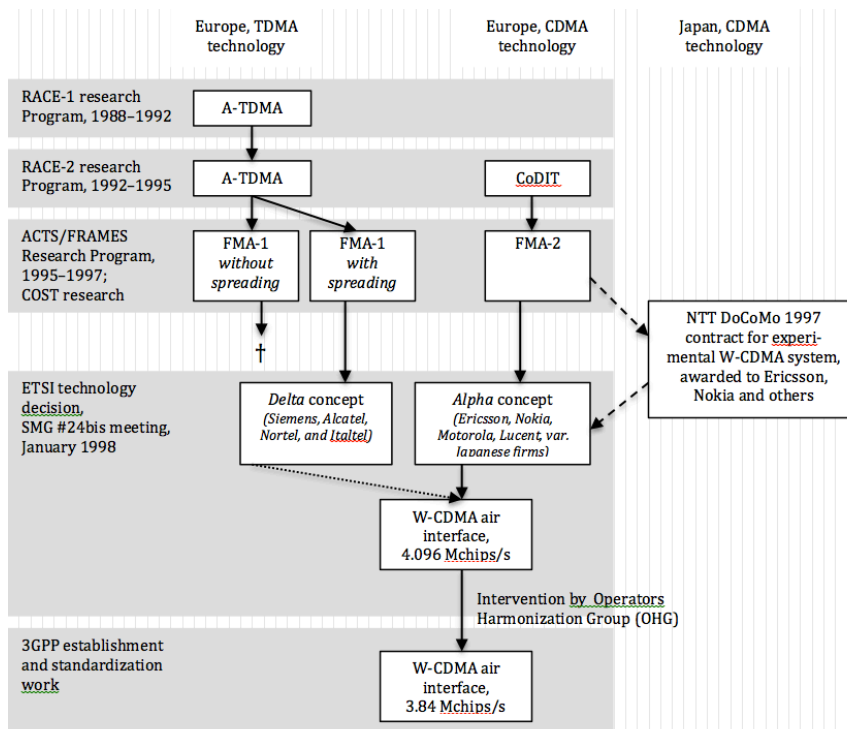 Europe, TDMA
technology
Europe, CDMA
technology
Japan, CDMA
technology
RACE-1 research
Program, 1988–1992
A-TDMA
RACE-2 research
Program, 1992–1995
A-TDMA
CoDIT
ACTS/FRAMES
Research Program,
1995–1997;
COST research
FMA-1
without
spreading
FMA-1
with
spreading
FMA-2
†
NTT DoCoMo 1997
contract for experi-
mental W-CDMA system,
awarded to Ericsson,
Nokia and others
ETSI technology
decision,
SMG #24bis meeting,
January 1998
Delta concept
(Siemens, Alcatel,
Nortel, and Italtel)
Alpha concept
(Ericsson, Nokia,
Motorola, Lucent, var.
Japanese firms)
W-CDMA air
interface,
4.096 Mchips/s
Intervention by Operators
Harmonization Group (OHG)
3GPP establishment
and standardization
work
W-CDMA air
interface,
3.84 Mchips/s